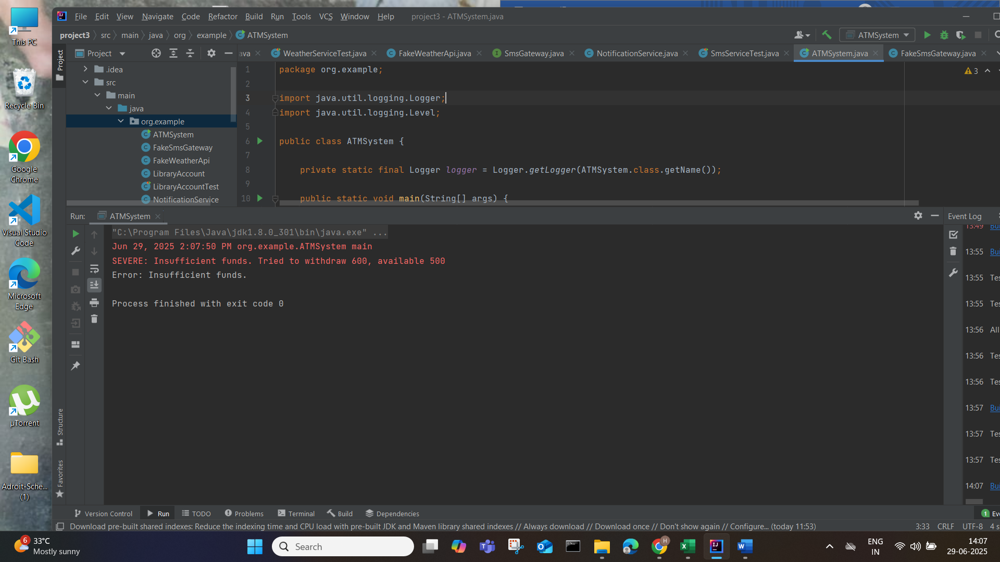 This PC
Recycle Bin
Google
Chrome
Visual Studio
Code
Microsoft
Edge
Git Bash
µTorrent
Adroit-Sche...
(1)
File Edit View Navigate Code Refactor Build Run Tools VCS Window Help project3 - ATMSystem.java
project3 src main java org example ATMSystem
ATMSystem
Project
ava WeatherServiceTest.java FakeWeatherApi.java SmsGateway.java NotificationService.java SmsServiceTest.java ATMSystem.java FakeSmsGateway.java
Project
.idea
src
main
java
org.example
ATMSystem
FakeSmsGateway
FakeWeatherApi
LibraryAccount
LibraryAccountTest
NotificationService
3
1 package org.example;
2
3 import java.util.logging.Logger;
4 import java.util.logging.Level;
5
6 public class ATMSystem {
7
8 private static final Logger logger = Logger.getLogger(ATMSystem.class.getName());
9
10 public static void main(String[] args) {
Run: ATMSystem
"C:\Program Files\Java\jdk1.8.0_301\bin\java.exe" ...
Jun 29, 2025 2:07:50 PM org.example.ATMSystem main
SEVERE: Insufficient funds. Tried to withdraw 600, available 500
Error: Insufficient funds.
Process finished with exit code 0
Event Log
13:49 Bui
13:55 Bui
13:55 Tes
13:55 Tes
13:56 All
13:56 Tes
13:56 Tes
13:57 Bui
13:57 Tes
13:57 Tes
14:07 Bui
Structure
Favorites
Version Control Run TODO Problems Terminal Build Dependencies 1 Eve
Download pre-built shared indexes: Reduce the indexing time and CPU load with pre-built JDK and Maven library shared indexes // Always download // Download once // Don't show again // Configure... (today 11:53) 3:33 CRLF UTF-8 4 s
6
33°C
Mostly sunny
Search
H
ENG
IN
14:07
29-06-2025